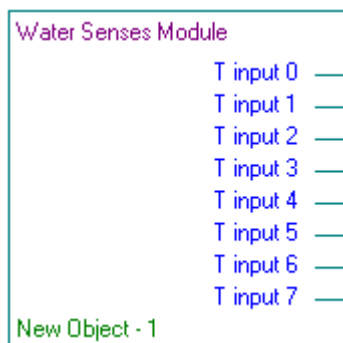 Water Senses Module
T input 0
T input 1
T input 2
T input 3
T input 4
T input 5
T input 6
T input 7
New Object - 1